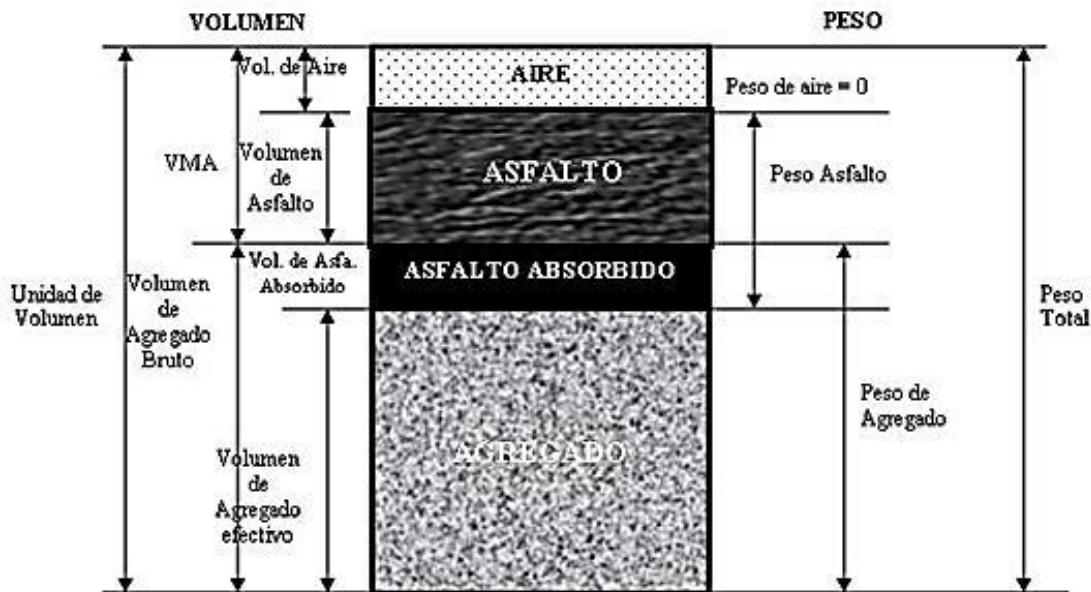 VOLUMEN
PESO
Vol. de Aire
AIRE
Peso de aire = 0
VMA
Volumen
de
Asfalto
ASFALTO
Peso Asfalto
Vol. de Asfa.
Absorbido
ASFALTO ABSORBIDO
Unidad de
Volumen
Volumen
de
Agregado
Bruto
Peso
Total
Peso de
Agregado
Volumen
de
Agregado
efectivo
AGREGADO